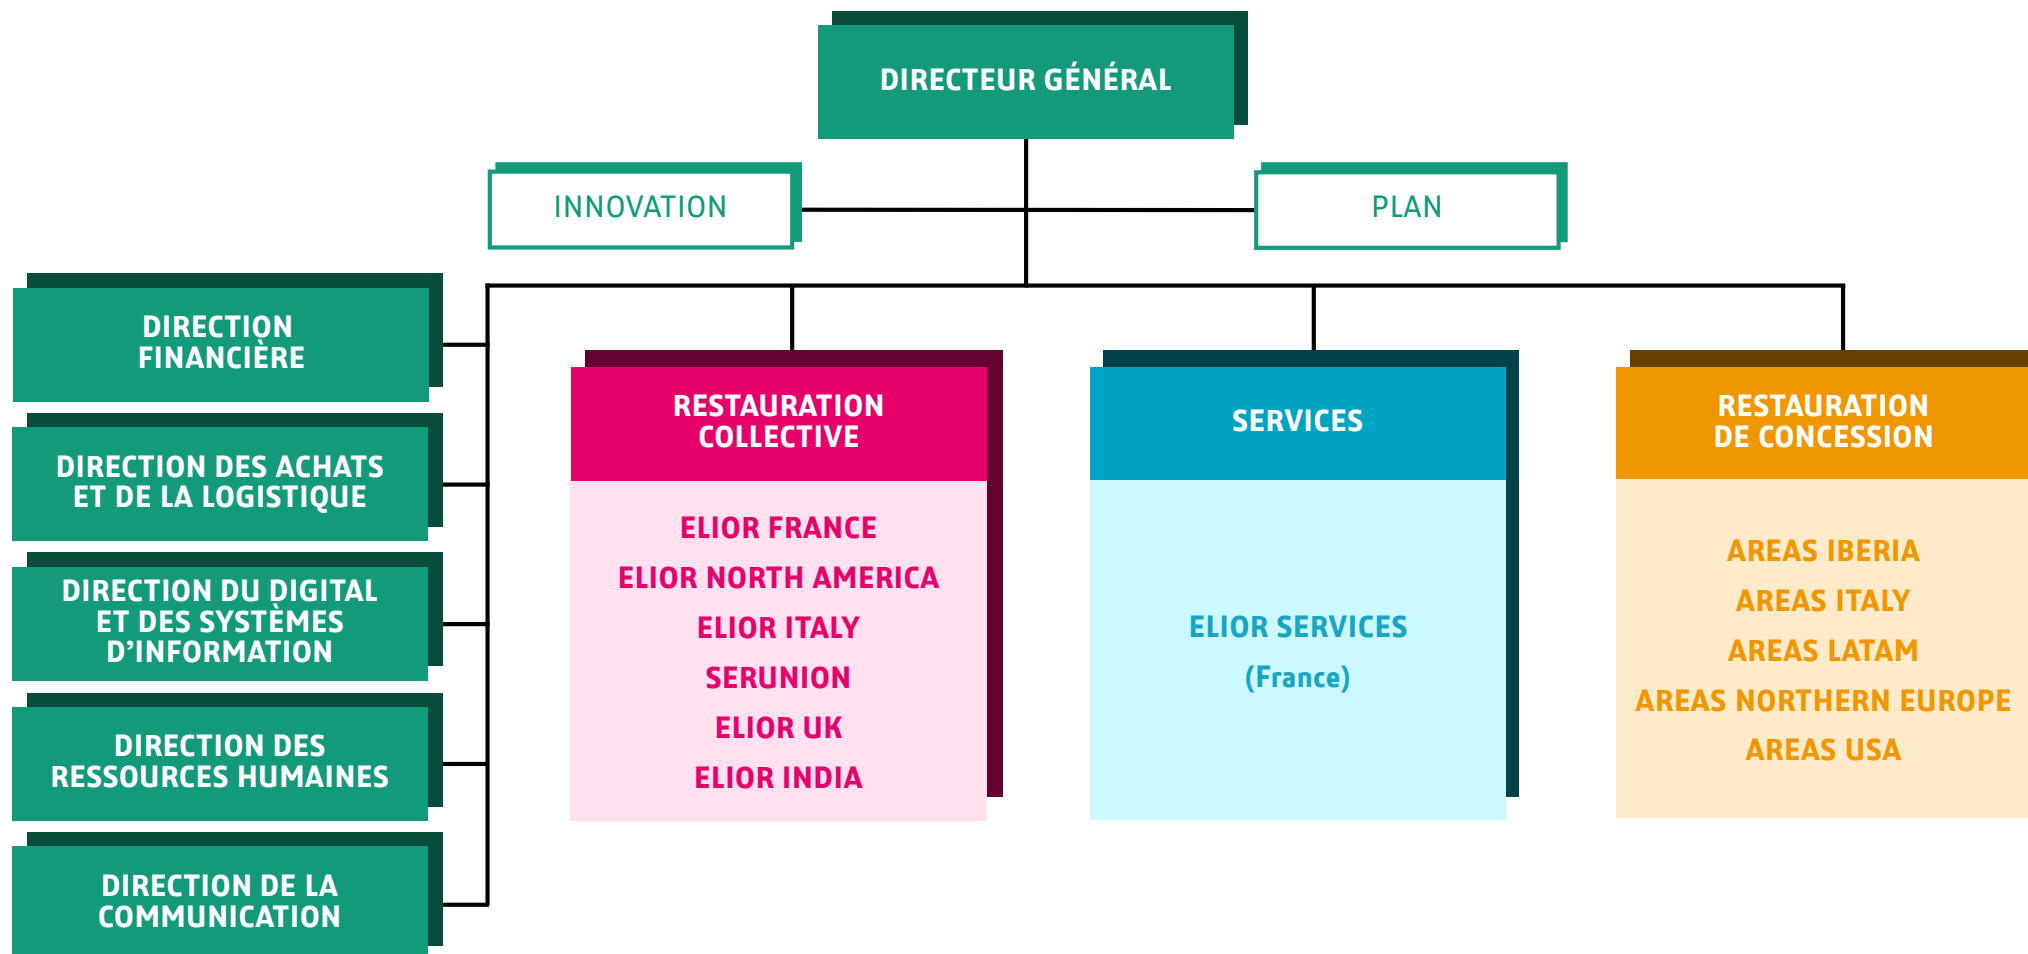 DIRECTEUR GÉNÉRAL
INNOVATION
PLAN
DIRECTION
FINANCIÈRE
DIRECTION DES ACHATS
ET DE LA LOGISTIQUE
DIRECTION DU DIGITAL
ET DES SYSTÈMES
D’INFORMATION
DIRECTION DES
RESSOURCES HUMAINES
DIRECTION DE LA
COMMUNICATION
RESTAURATION
COLLECTIVE
ELIOR FRANCE
ELIOR NORTH AMERICA
ELIOR ITALY
SERUNION
ELIOR UK
ELIOR INDIA
SERVICES
ELIOR SERVICES
(France)
RESTAURATION
DE CONCESSION
AREAS IBERIA
AREAS ITALY
AREAS LATAM
AREAS NORTHERN EUROPE
AREAS USA